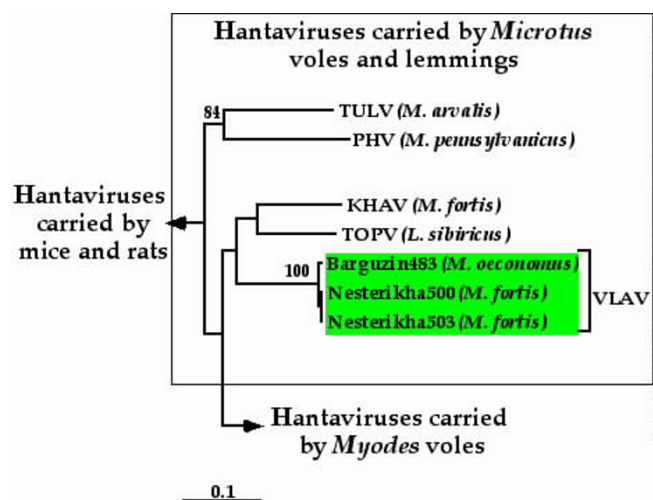 Hantaviruses carried by Microtus
voles and lemmings
84
TULV (M. arvalis)
PHV (M. pennsylvanicus)
Hantaviruses
carried by
mice and rats
KHAV (M. fortis)
TOPV (L. sibiricus)
100
Barguzin483 (M. oeconomus)
Nesterikha500 (M. fortis)
Nesterikha503 (M. fortis)
VLAV
Hantaviruses carried
by Myodes voles
0.1